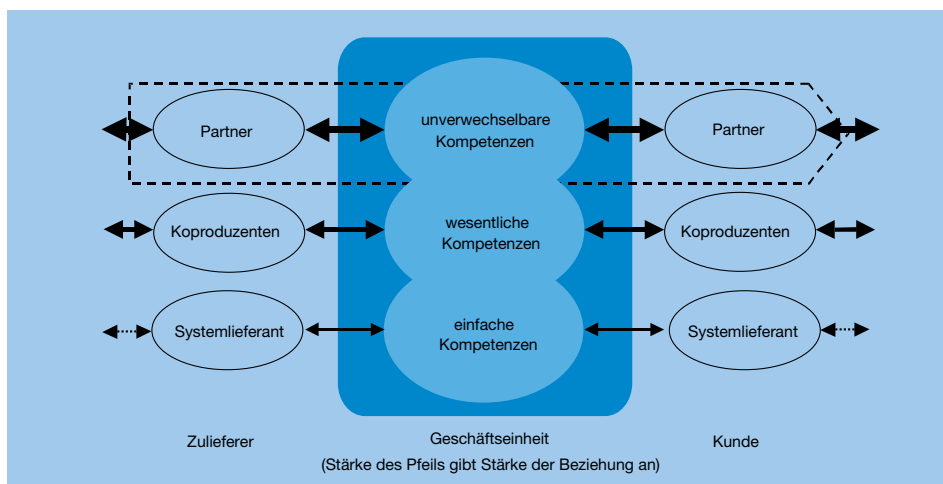 Partner
unverwechselbare
Kompetenzen
Partner
Koproduzenten
wesentliche
Kompetenzen
Koproduzenten
Systemlieferant
einfache
Kompetenzen
Systemlieferant
Zulieferer
Geschäftseinheit
Kunde
(Stärke des Pfeils gibt Stärke der Beziehung an)